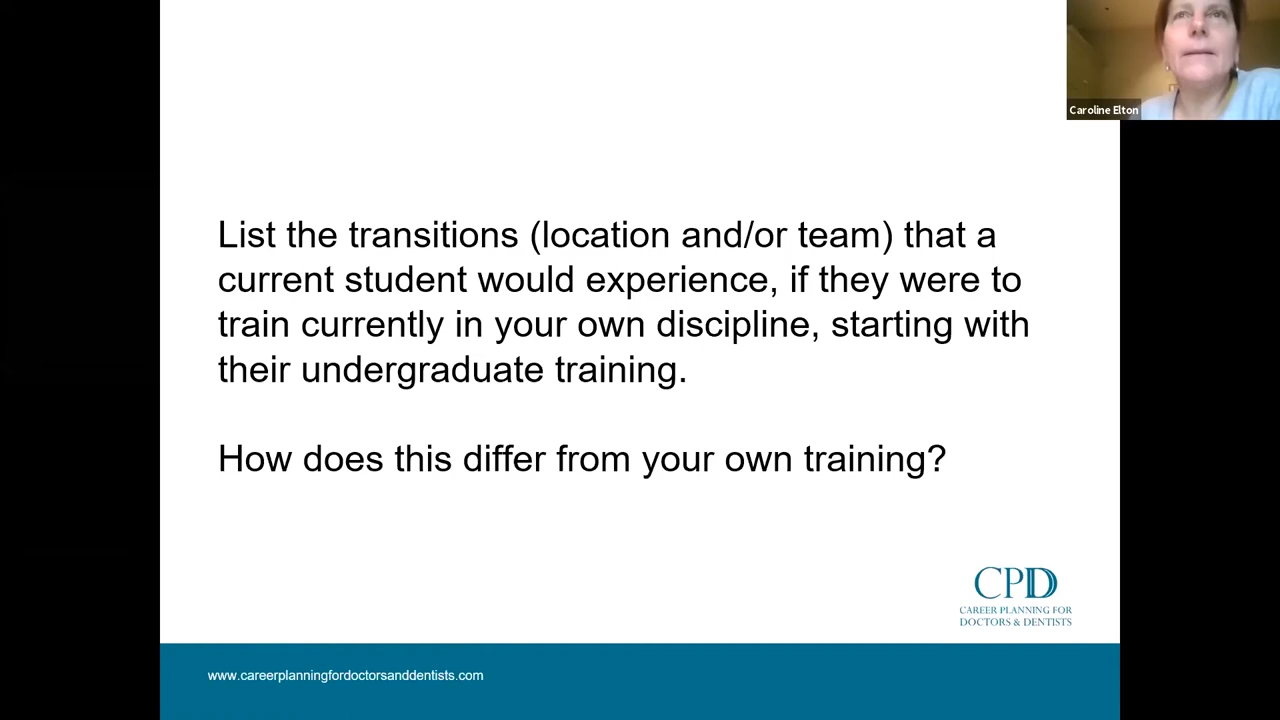 Caroline Elton
List the transitions (location and/or team) that a
current student would experience, if they were to
train currently in your own discipline, starting with
their undergraduate training.
How does this differ from your own training?
CPD
CAREER PLANNING FOR
DOCTORS & DENTISTS
www.careerplanningfordoctorsanddentists.com